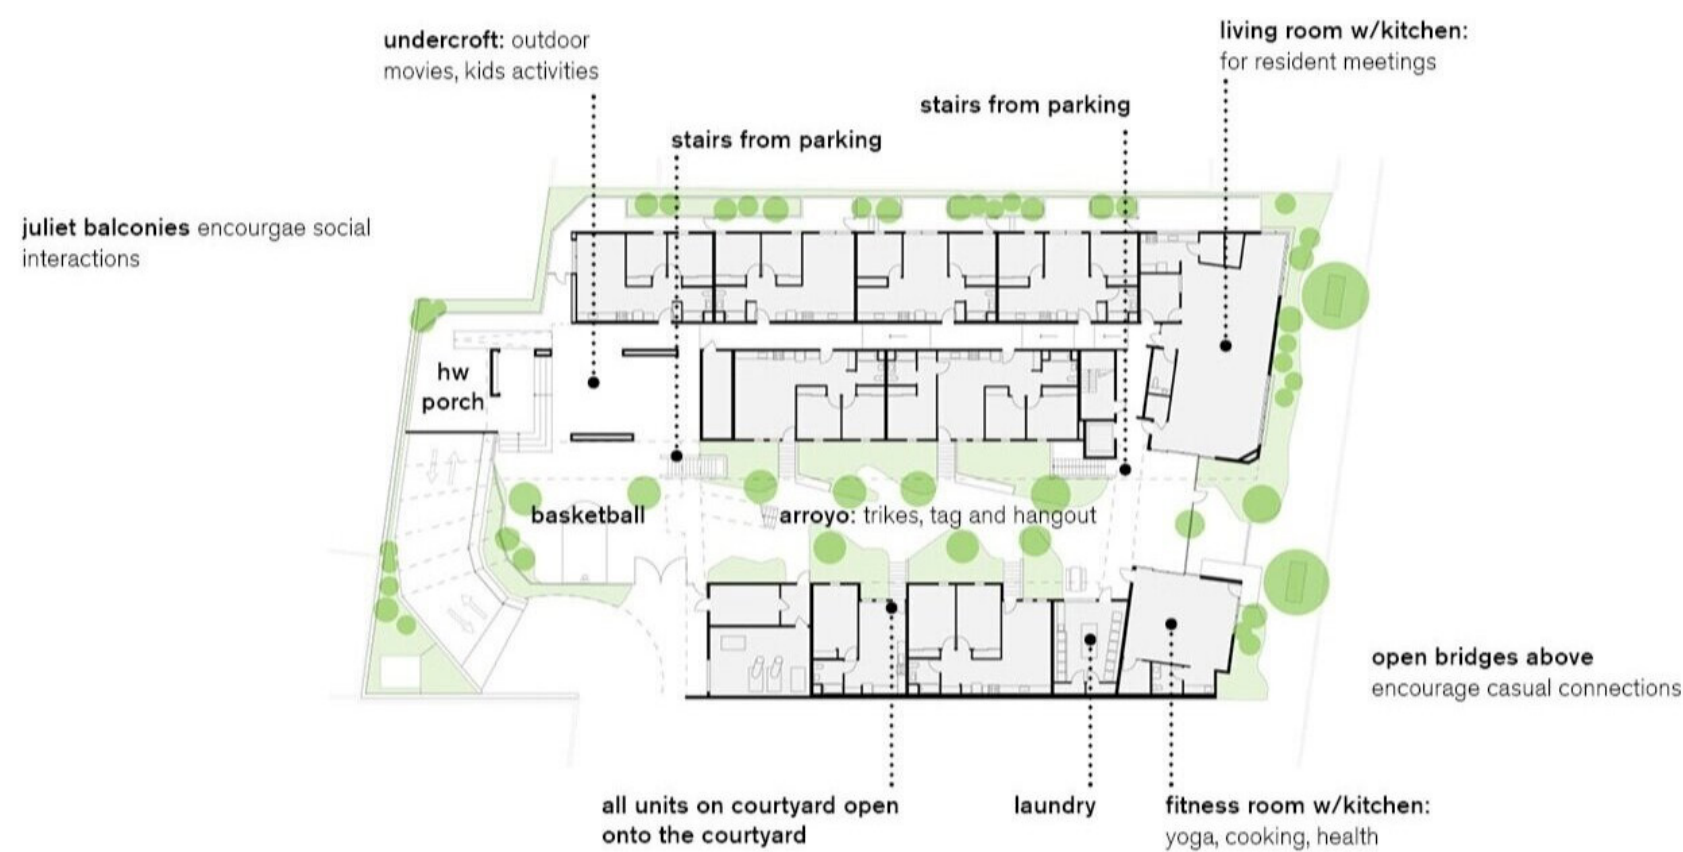 undercroft: outdoor
movies, kids activities
living room w/kitchen:
for resident meetings
stairs from parking
stairs from parking
juliet balconies encourgae social
interactions
hw
porch
basketball
arroyo: trikes, tag and hangout
open bridges above
encourage casual connections
all units on courtyard open
onto the courtyard
laundry
fitness room w/kitchen:
yoga, cooking, health